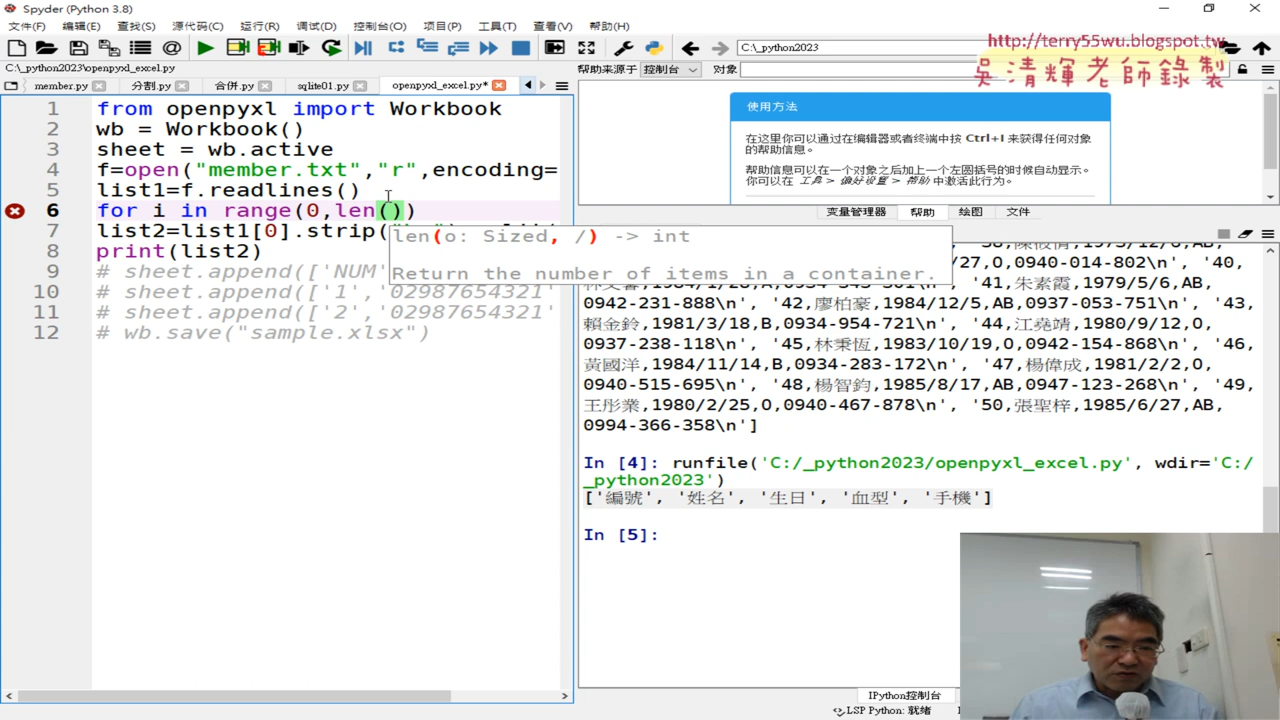 Spyder (Python 3.8)
文件(F) 编辑(E) 查找(S) 源代码(C) 运行(R) 调试(D) 控制台(O) 项目(P) 工具(T) 查看(V) 帮助(H)
C:\_python2023
http://terry55wu.blogspot.tw
吳清輝老師錄製
C:\_python2023\openpyxl_excel.py
帮助来源于 控制台 对象
member.py 分割.py 合併.py sqlite01.py openpyxl_excel.py*
1 from openpyxl import Workbook
2 wb = Workbook()
3 sheet = wb.active
4 f=open("member.txt","r",encoding=
5 list1=f.readlines()
6 for i in range(0,len())
7 list2=list1[0].strip(
8 print(list2)
9 # sheet.append(['NUM'
10 # sheet.append(['1','02987654321'
11 # sheet.append(['2','02987654321'
12 # wb.save("sample.xlsx")
len(o: Sized, /) -> int
Return the number of items in a container.
使用方法
在这里你可以通过在编辑器或者终端中按 Ctrl+I 来获得任何对象
的帮助信息。
帮助信息可以在一个对象之后加上一个左圆括号的时候自动显示。
你可以在 工具 > 偏好设置 > 帮助 中激活此行为。
变量管理器 帮助 绘图 文件
/27,O,0940-014-802\n', '40,
'41,朱素霞,1979/5/6,AB,
0942-231-888\n', '42,廖柏豪,1984/12/5,AB,0937-053-751\n', '43,
賴金鈴,1981/3/18,B,0934-954-721\n', '44,江堯靖,1980/9/12,O,
0937-238-118\n', '45,林秉恆,1983/10/19,O,0942-154-868\n', '46,
黃國洋,1984/11/14,B,0934-283-172\n', '47,楊偉成,1981/2/2,O,
0940-515-695\n', '48,楊智鈞,1985/8/17,AB,0947-123-268\n', '49,
王彤業,1980/2/25,O,0940-467-878\n', '50,張聖梓,1985/6/27,AB,
0994-366-358\n']
In [4]: runfile('C:/_python2023/openpyxl_excel.py', wdir='C:/
_python2023')
['編號', '姓名', '生日', '血型', '手機']
In [5]:
IPython控制台
LSP Python: 就绪